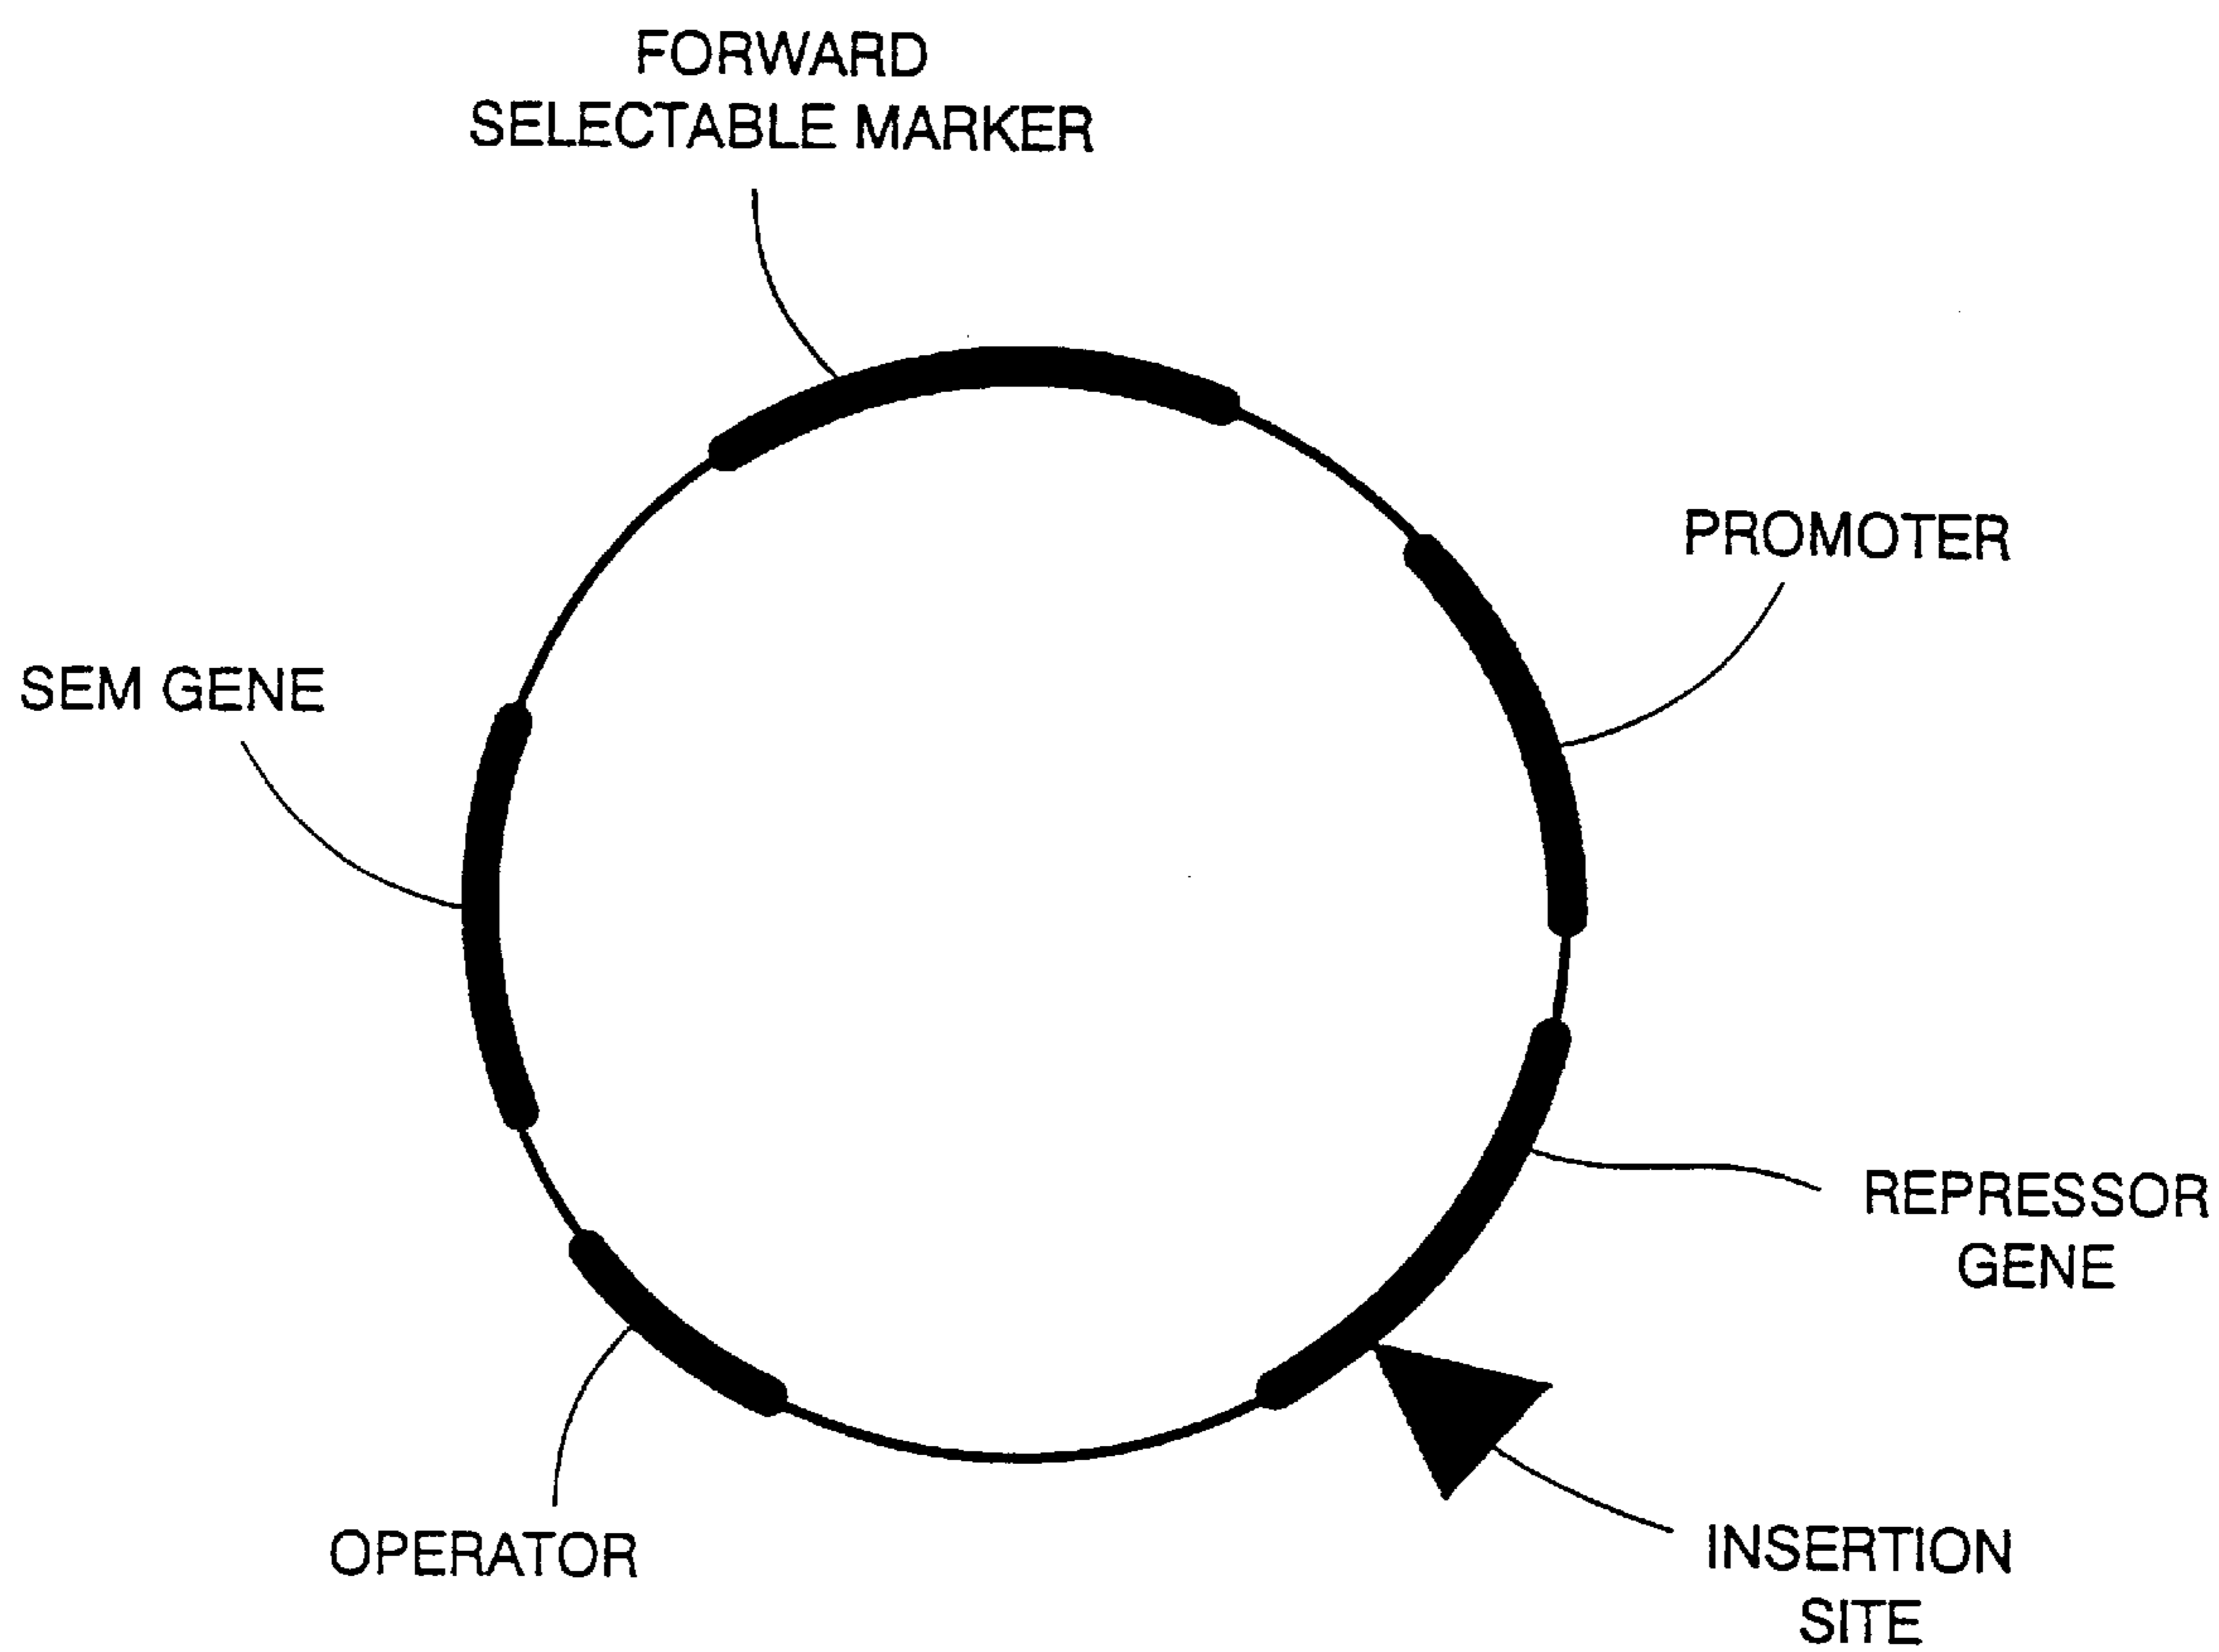 FORWARD
SELECTABLE MARKER
PROMOTER
SEM GENE
REPRESSOR
GENE
OPERATOR
INSERTION
SITE